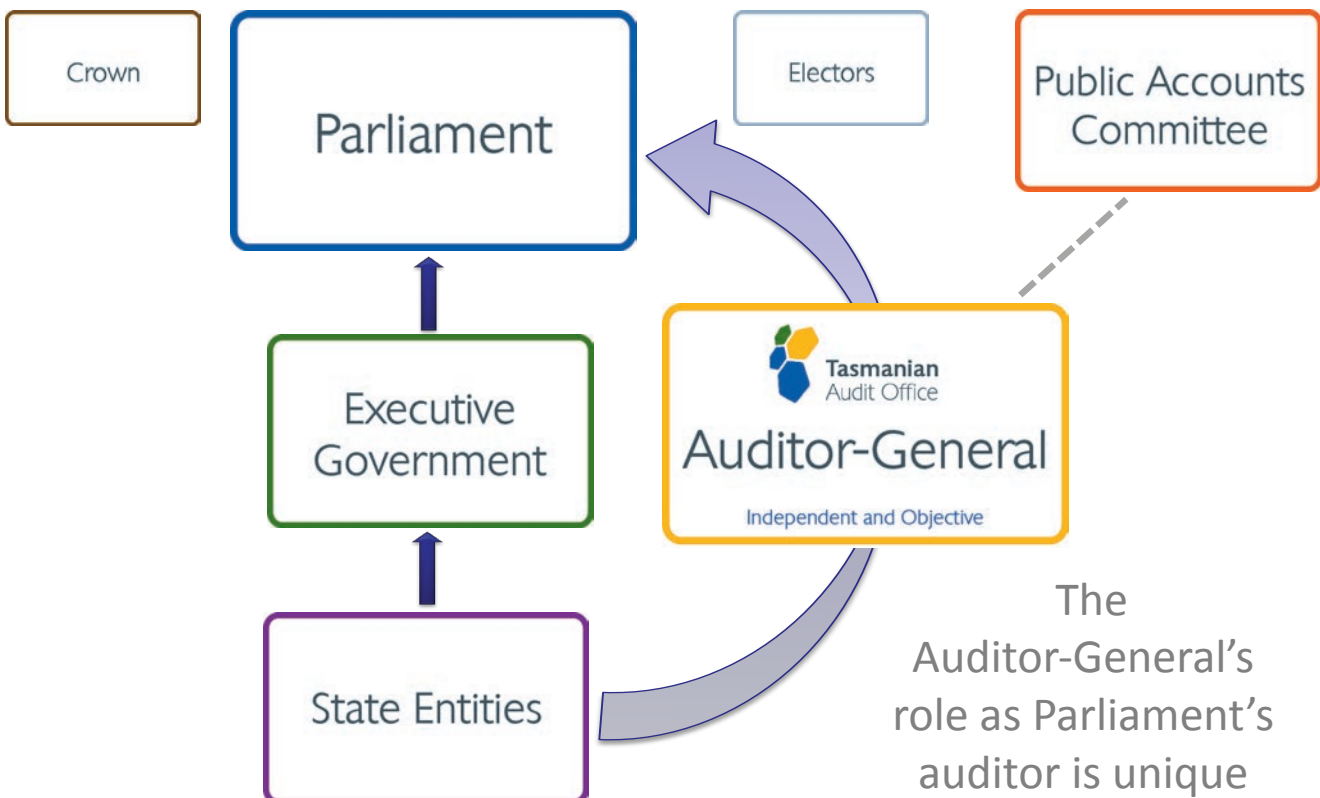 Crown
Parliament
Electors
Public Accounts
Committee
Executive
Government
Tasmanian
Audit Office
Auditor-General
Independent and Objective
State Entities
The
Auditor-General’s
role as Parliament’s
auditor is unique